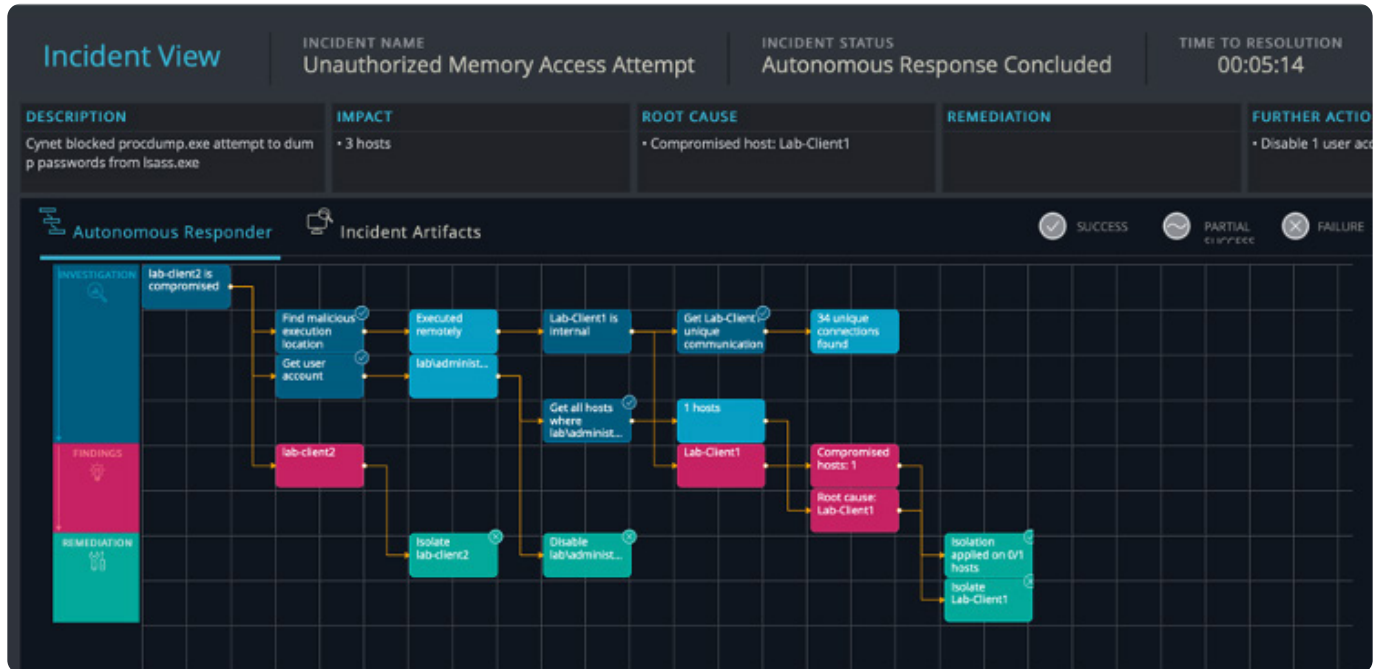 Incident View
INCIDENT NAME
Unauthorized Memory Access Attempt
INCIDENT STATUS
Autonomous Response Concluded
TIME TO RESOLUTION
00:05:14
DESCRIPTION
Cynet blocked procdump.exe attempt to dum
p passwords from lsass.exe
IMPACT
• 3 hosts
ROOT CAUSE
• Compromised host: Lab-Client1
REMEDIATION
FURTHER ACTIO
• Disable 1 user acc
Autonomous Responder
Incident Artifacts
SUCCESS
PARTIAL
SUCCESS
FAILURE
INVESTIGATION
lab-client2 is
compromised
Find malicious
execution
location
Executed
remotely
Lab-Client1 is
internal
Get Lab-Client1
unique
communication
34 unique
connections
found
Get user
account
lab\administ...
Get all hosts
where
lab\administ...
1 hosts
FINDINGS
lab-client2
Lab-Client1
Compromised
hosts: 1
Root cause:
Lab-Client1
REMEDIATION
Isolate
lab-client2
Disable
lab\administ...
Isolation
applied on 0/1
hosts
Isolate
Lab-Client1